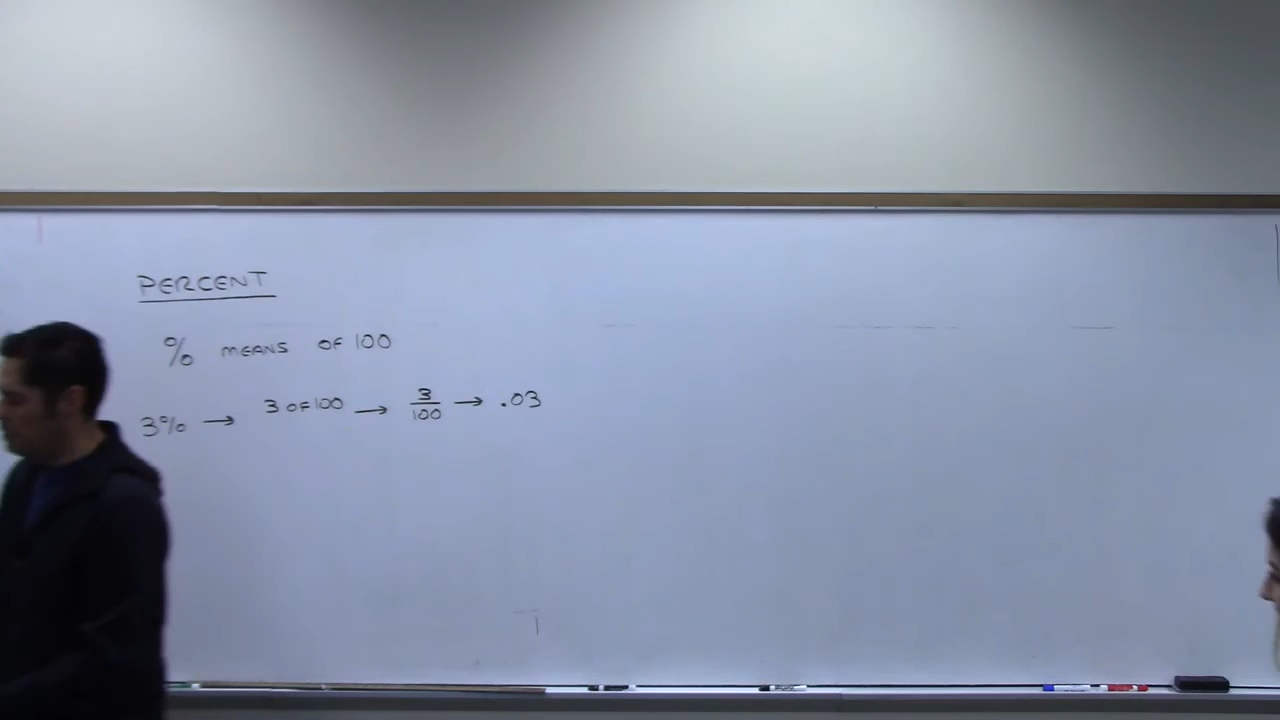 PERCENT
% MEANS OF 100
3% → 3 OF 100 → 3/100 → .03